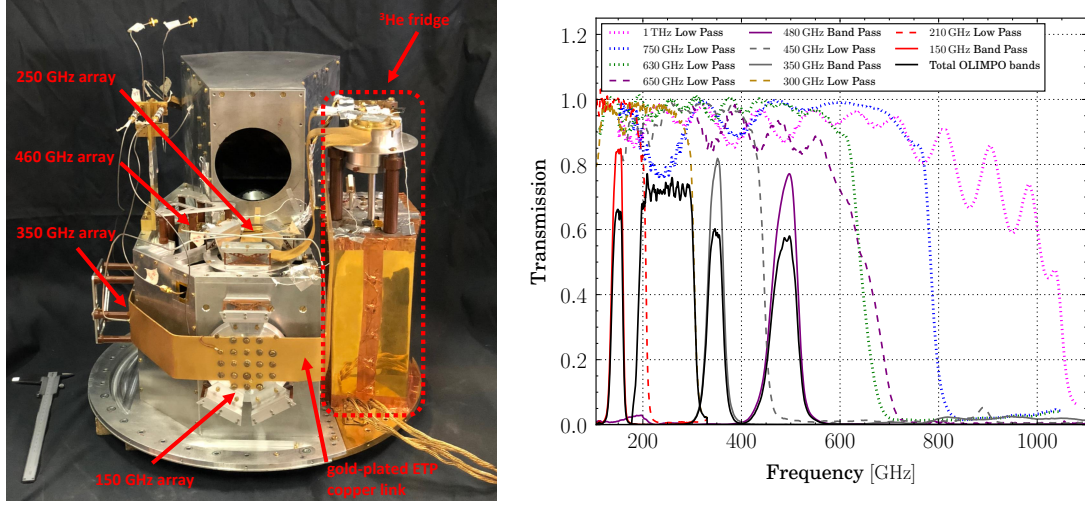 ³He fridge
250 GHz array
460 GHz array
350 GHz array
150 GHz array
gold-plated ETP
copper link
1 THz Low Pass
750 GHz Low Pass
630 GHz Low Pass
650 GHz Low Pass
480 GHz Band Pass
450 GHz Low Pass
350 GHz Band Pass
300 GHz Low Pass
210 GHz Low Pass
150 GHz Band Pass
Total OLIMPO bands
Transmission
1.2
1.0
0.8
0.6
0.4
0.2
0.0
200 400 600 800 1000
Frequency [GHz]